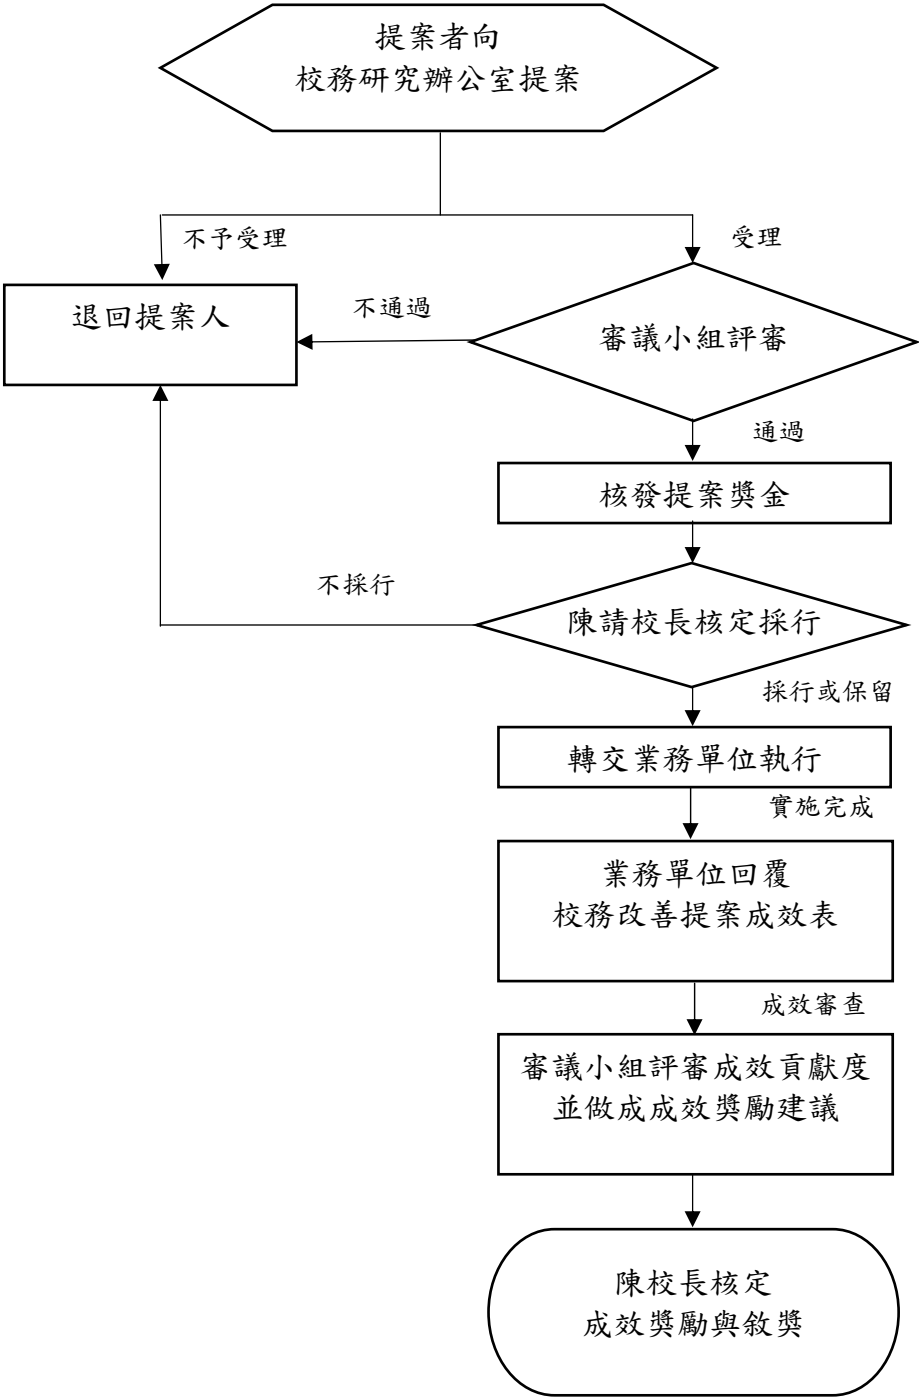 提案者向
校務研究辦公室提案
不予受理
受理
退回提案人
不通過
審議小組評審
通過
核發提案獎金
不採行
陳請校長核定採行
採行或保留
轉交業務單位執行
實施完成
業務單位回覆
校務改善提案成效表
成效審查
審議小組評審成效貢獻度
並做成成效獎勵建議
陳校長核定
成效獎勵與敘獎